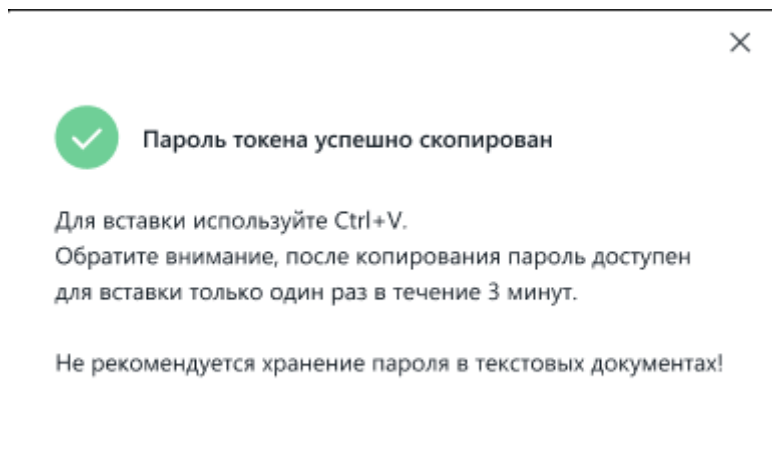 Пароль токена успешно скопирован
Для вставки используйте Ctrl+V.
Обратите внимание, после копирования пароль доступен
для вставки только один раз в течение 3 минут.
Не рекомендуется хранение пароля в текстовых документах!